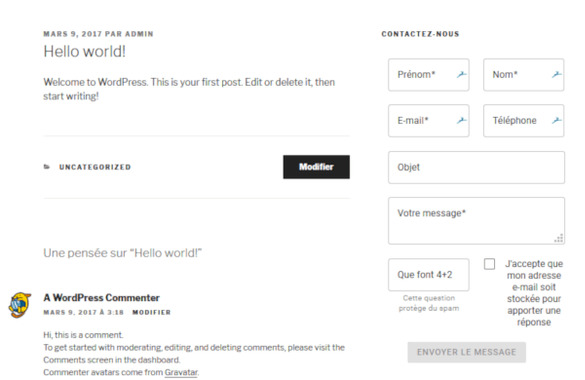 MARS 9, 2017 PAR ADMIN
Hello world!
Welcome to WordPress. This is your first post. Edit or delete it, then
start writing!
UNCATEGORIZED
Modifier
Une pensée sur “Hello world!”
A WordPress Commenter
MARS 9, 2017 À 3:18 MODIFIER
Hi, this is a comment.
To get started with moderating, editing, and deleting comments, please visit the
Comments screen in the dashboard.
Commenter avatars come from Gravatar.
CONTACTEZ-NOUS
Prénom*
Nom*
E-mail*
Téléphone
Objet
Votre message*
Que font 4+2
Cette question
protège du spam
J'accepte que
mon adresse
e-mail soit
stockée pour
apporter une
réponse
ENVOYER LE MESSAGE